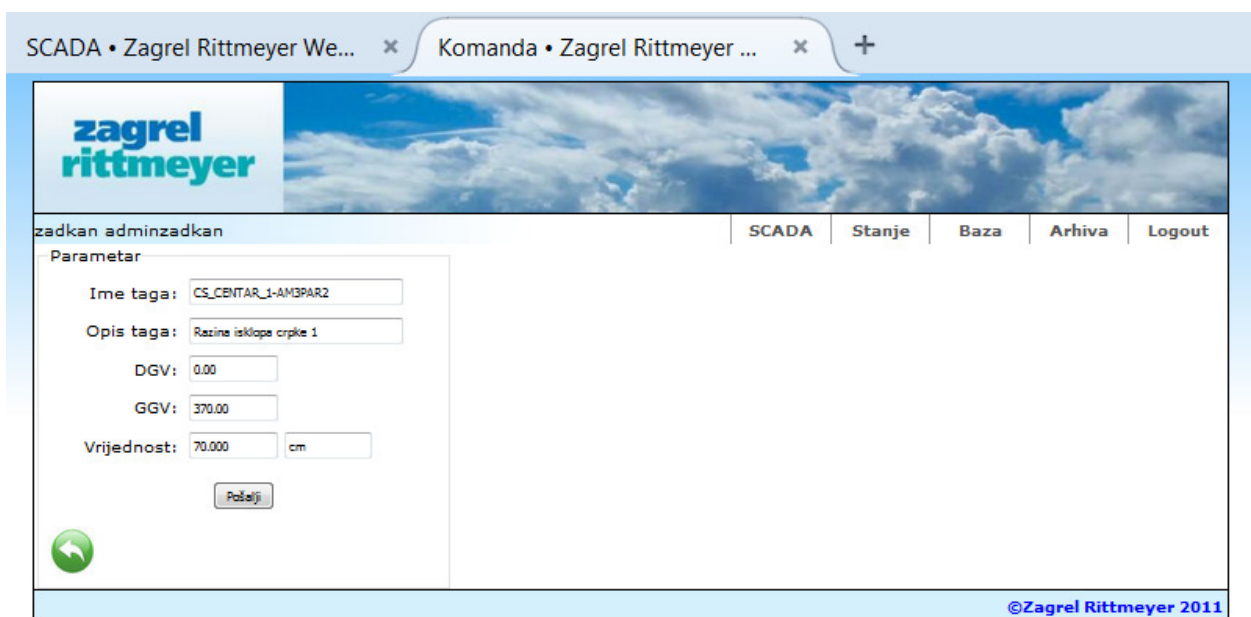 SCADA • Zagrel Rittmeyer We... × Komanda • Zagrel Rittmeyer ... × +
zagrel
rittmeyer
zadkan adminzadkan SCADA Stanje Baza Arhiva Logout
Parametar
Ime taga: CS_CENTAR_1-AM3PAR2
Opis taga: Razina isklopa crpke 1
DGV: 0.00
GGV: 370.00
Vrijednost: 70.000 cm
Pošalji
©Zagrel Rittmeyer 2011